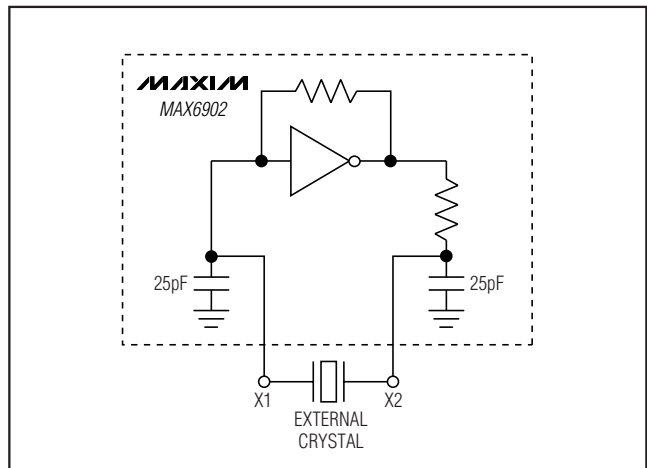 MAXIM
MAX6902
25pF
25pF
X1
X2
EXTERNAL
CRYSTAL